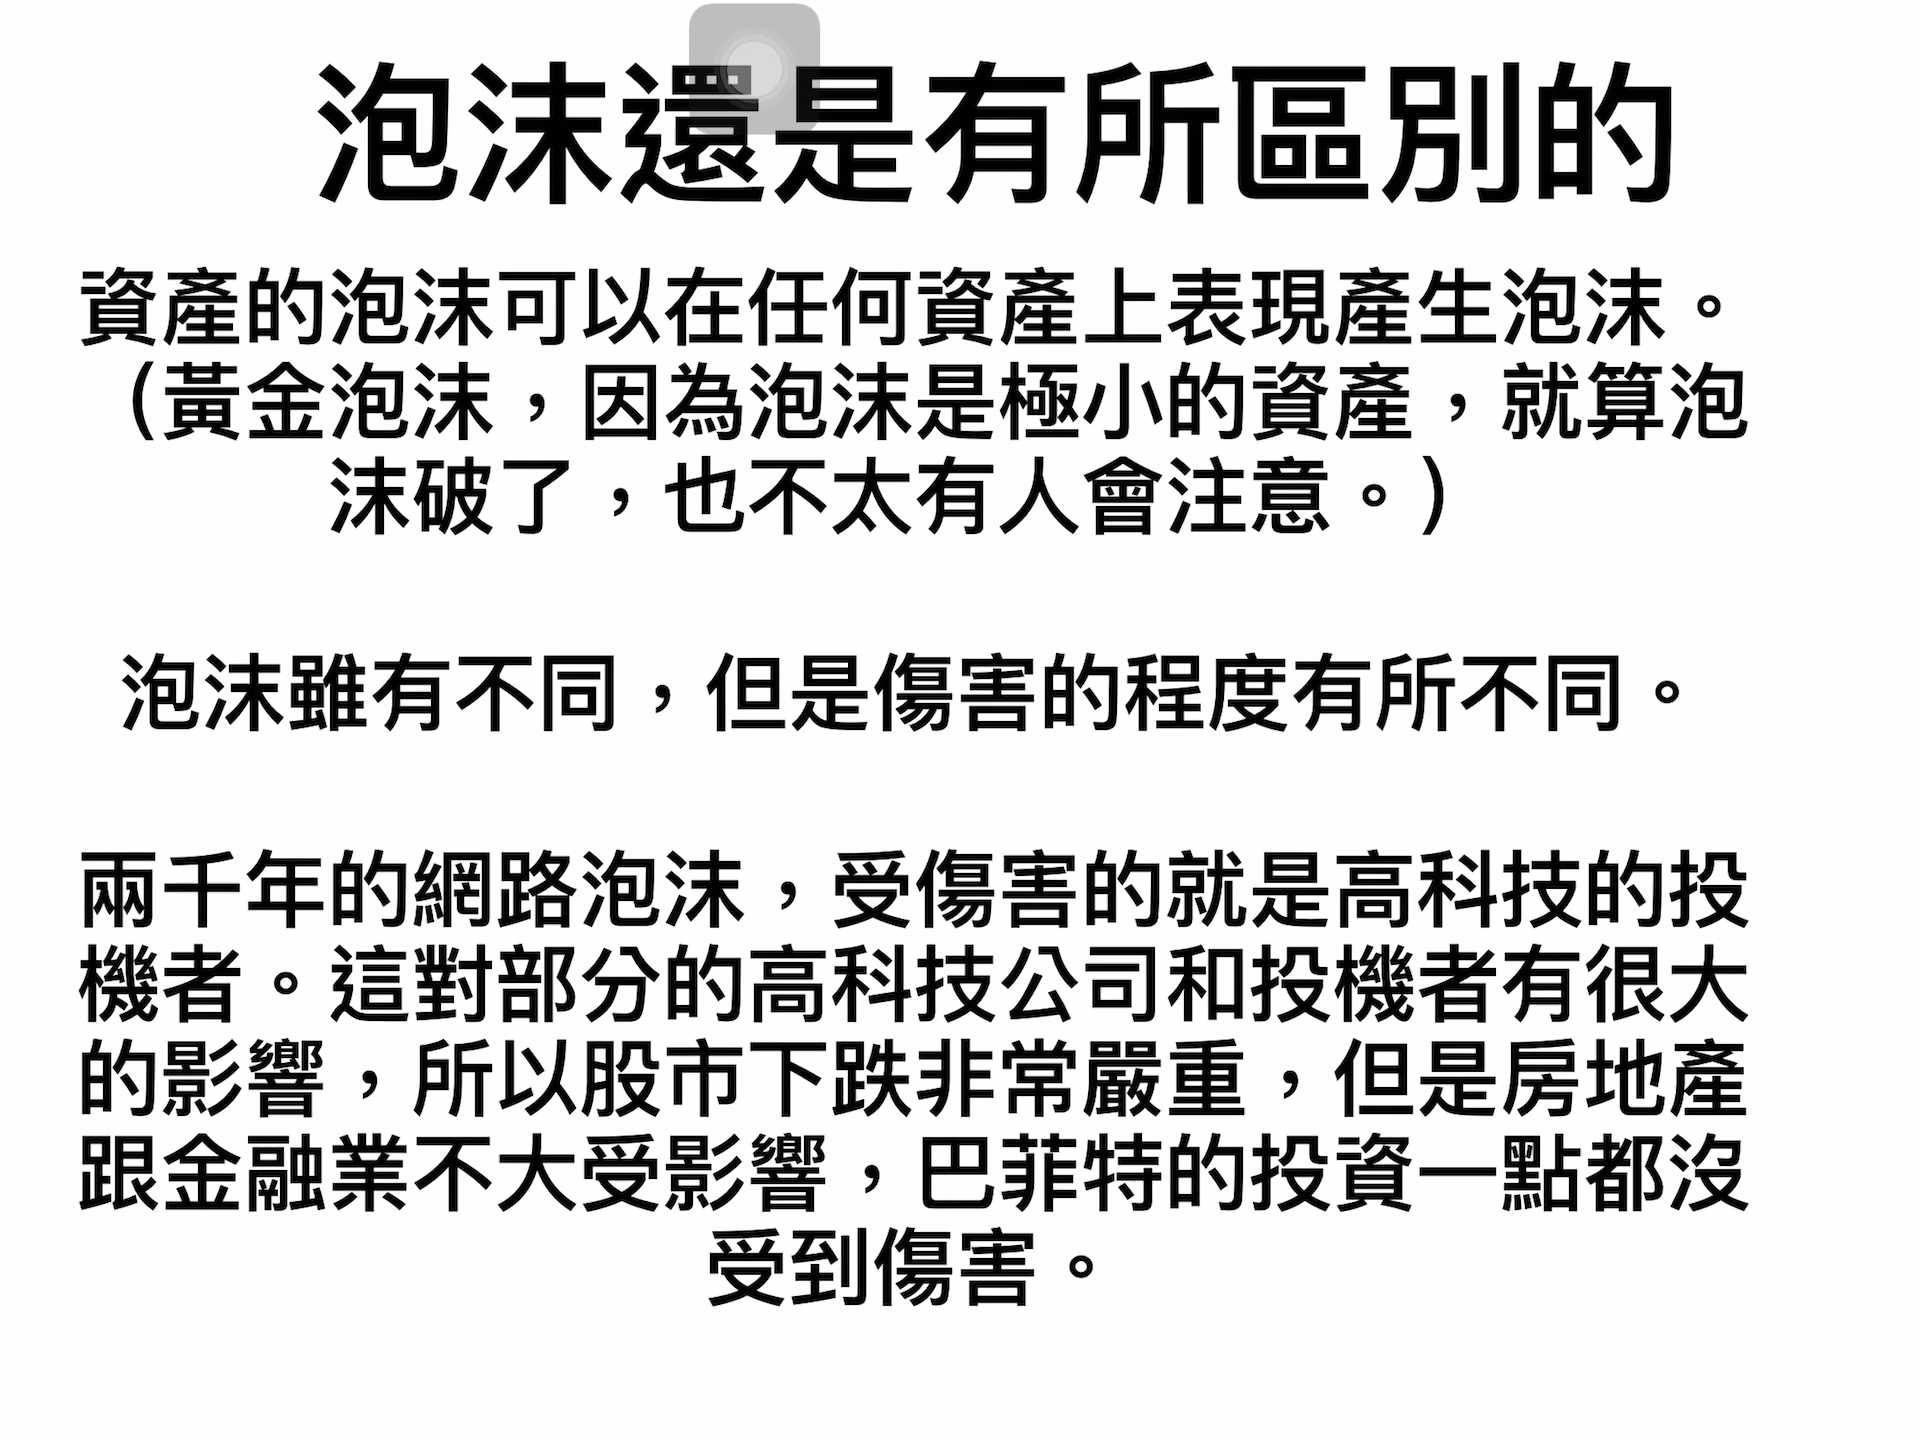 泡沫還是有所區別的
資產的泡沫可以在任何資產上表現產生泡沫。
（黃金泡沫，因為泡沫是極小的資產，就算泡
沫破了，也不太有人會注意。）
泡沫雖有不同，但是傷害的程度有所不同。
兩千年的網路泡沫，受傷害的就是高科技的投
機者。這對部分的高科技公司和投機者有很大
的影響，所以股市下跌非常嚴重，但是房地產
跟金融業不大受影響，巴菲特的投資一點都沒
受到傷害。